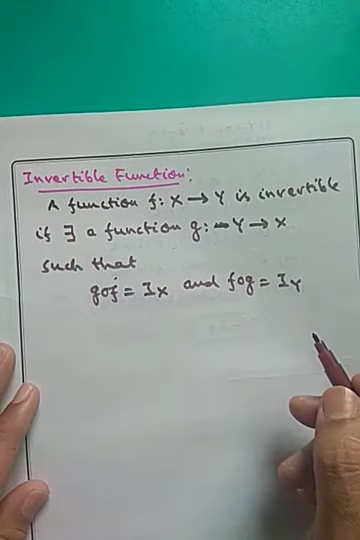 Invertible Function:
A function f: X → Y is invertible
if ∃ a function g: Y → X
such that
gof = Ix and fog = IY